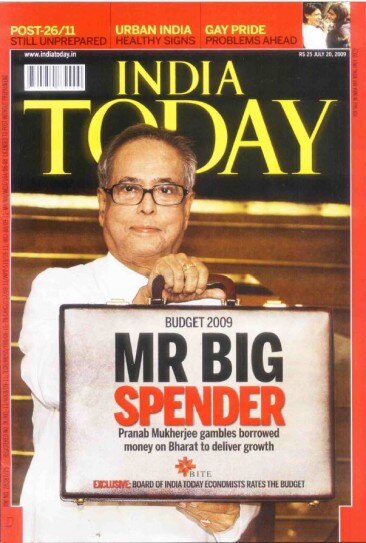 POST-26/11
STILL UNPREPARED
URBAN INDIA
HEALTHY SIGNS
GAY PRIDE
PROBLEMS AHEAD
www.indiatoday.in
RS 25 JULY 20, 2009
INDIA
TODAY
BUDGET 2009
MR BIG
SPENDER
Pranab Mukherjee gambles borrowed
money on Bharat to deliver growth
BITE
EXCLUSIVE: BOARD OF INDIA TODAY ECONOMISTS RATES THE BUDGET